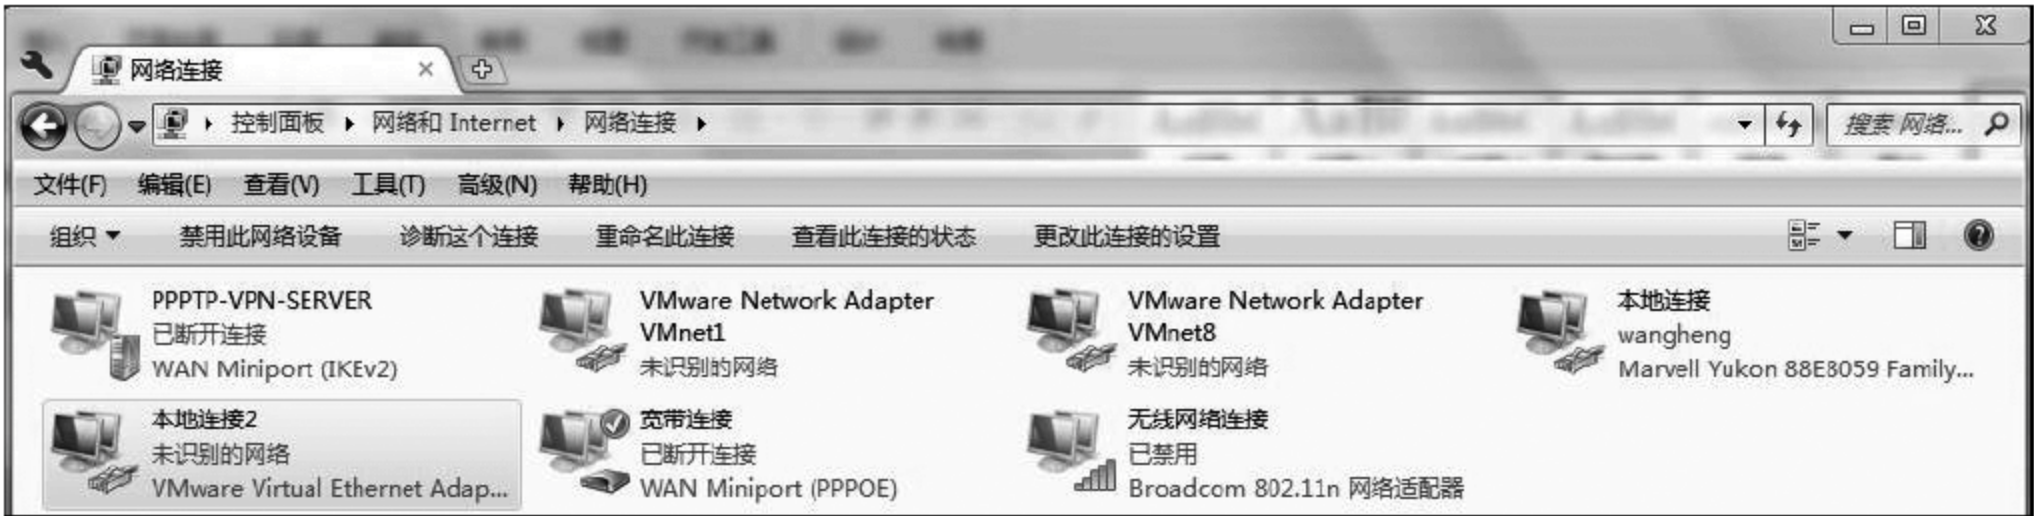 网络连接
控制面板 网络和 Internet 网络连接
搜索 网络...
文件(F) 编辑(E) 查看(V) 工具(T) 高级(N) 帮助(H)
组织 禁用此网络设备 诊断这个连接 重命名此连接 查看此连接的状态 更改此连接的设置
PPPTP-VPN-SERVER
已断开连接
WAN Miniport (IKEv2)
VMware Network Adapter
VMnet1
未识别的网络
VMware Network Adapter
VMnet8
未识别的网络
本地连接
wangheng
Marvell Yukon 88E8059 Family...
本地连接2
未识别的网络
VMware Virtual Ethernet Adap...
宽带连接
已断开连接
WAN Miniport (PPPOE)
无线网络连接
已禁用
Broadcom 802.11n 网络适配器